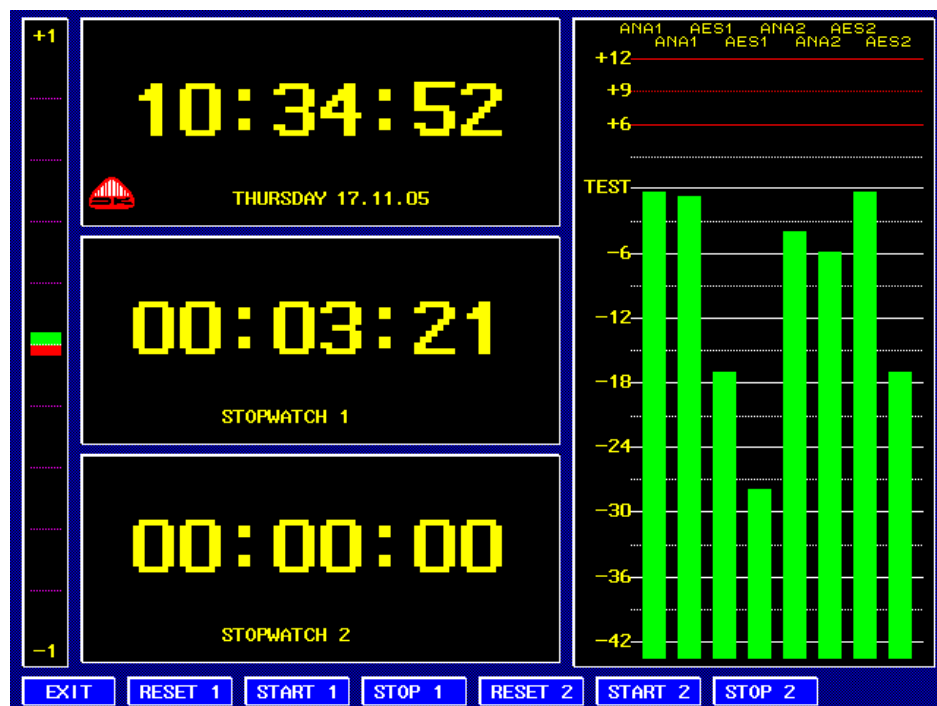 +1
-1
10:34:52
THURSDAY 17.11.05
00:03:21
STOPWATCH 1
00:00:00
STOPWATCH 2
ANA1 AES1 ANA2 AES2
ANA1 AES1 ANA2 AES2
+12
+9
+6
TEST
-6
-12
-18
-24
-30
-36
-42
EXIT RESET 1 START 1 STOP 1 RESET 2 START 2 STOP 2